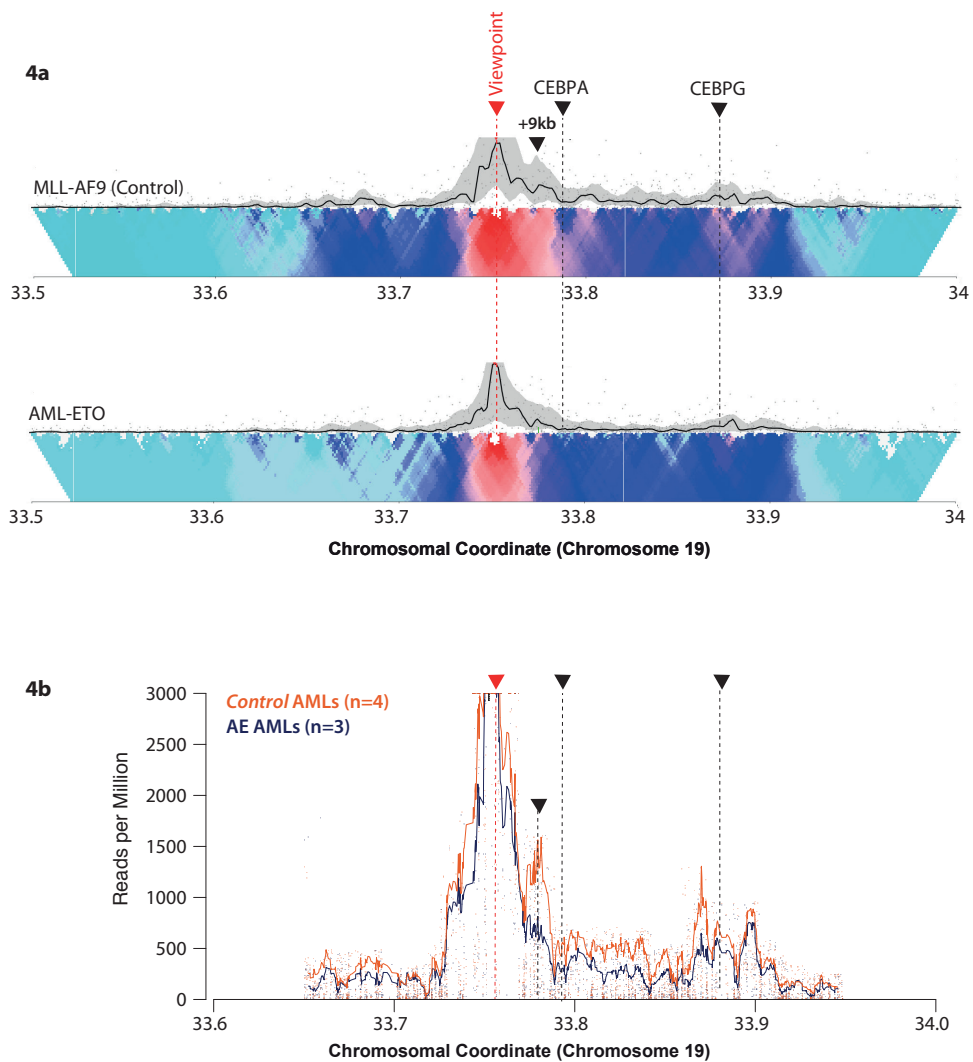 4a
Viewpoint
CEBPA
CEBPG
+9kb
MLL-AF9 (Control)
33.5 33.6 33.7 33.8 33.9 34
AML-ETO
33.5 33.6 33.7 33.8 33.9 34
Chromosomal Coordinate (Chromosome 19)
4b
Control AMLs (n=4)
AE AMLs (n=3)
Reads per Million
3000
2500
2000
1500
1000
500
0
33.6 33.7 33.8 33.9 34.0
Chromosomal Coordinate (Chromosome 19)